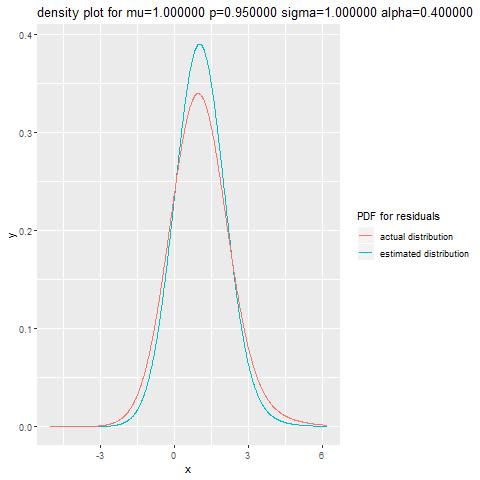 density plot for mu=1.000000 p=0.950000 sigma=1.000000 alpha=0.400000
0.4
0.3
y
0.2
0.1
0.0
-3
0
3
6
x
PDF for residuals
actual distribution
estimated distribution